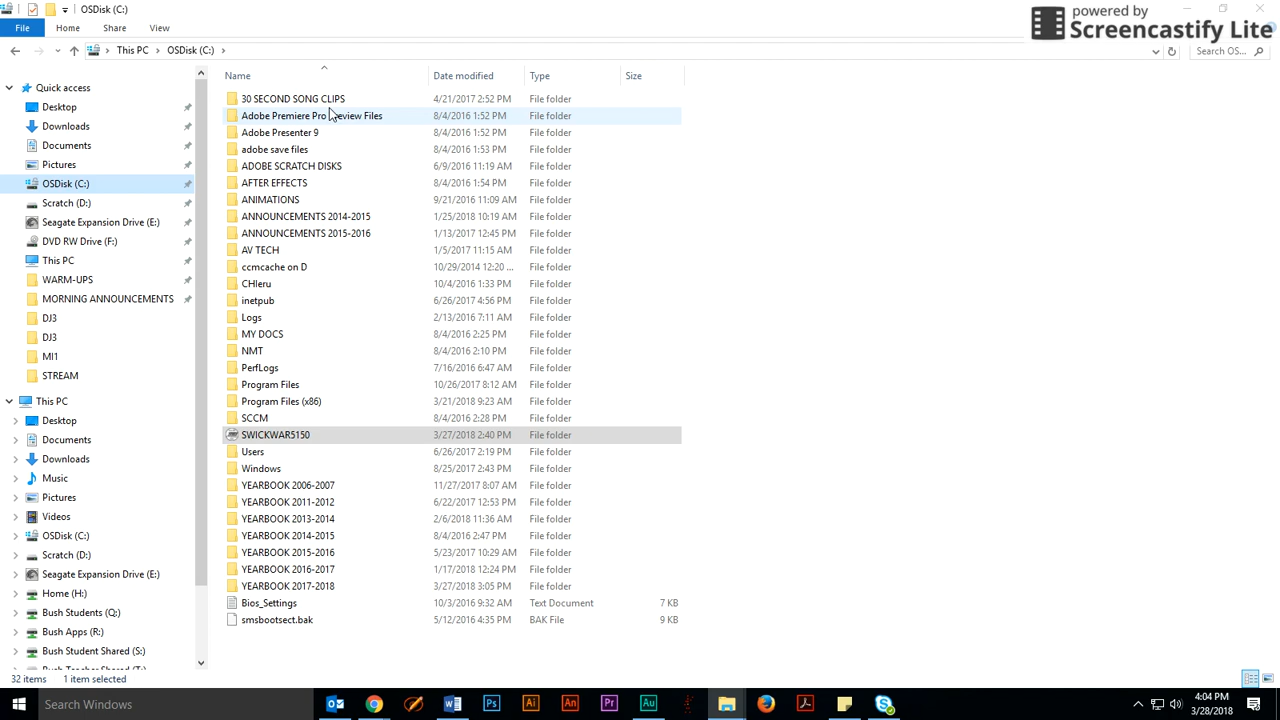 OSDisk (C:)
powered by
Screencastify Lite
File Home Share View
This PC OSDisk (C:) Search OS...
Name Date modified Type Size
Quick access
Desktop
Downloads
Documents
Pictures
OSDisk (C:)
Scratch (D:)
Seagate Expansion Drive (E:)
DVD RW Drive (F:)
This PC
WARM-UPS
MORNING ANNOUNCEMENTS
DJ3
DJ3
MI1
STREAM
This PC
Desktop
Documents
Downloads
Music
Pictures
Videos
OSDisk (C:)
Scratch (D:)
Seagate Expansion Drive (E:)
Home (H:)
Bush Students (Q:)
Bush Apps (R:)
Bush Student Shared (S:)
Bush Teacher Shared (T:)
30 SECOND SONG CLIPS 4/21/2017 2:52 PM File folder
Adobe Premiere Pro Preview Files 8/4/2016 1:52 PM File folder
Adobe Presenter 9 8/4/2016 1:52 PM File folder
adobe save files 8/4/2016 1:53 PM File folder
ADOBE SCRATCH DISKS 6/9/2016 11:19 AM File folder
AFTER EFFECTS 8/4/2016 1:54 PM File folder
ANIMATIONS 9/21/2016 11:09 AM File folder
ANNOUNCEMENTS 2014-2015 1/25/2018 10:19 AM File folder
ANNOUNCEMENTS 2015-2016 1/13/2017 12:45 PM File folder
AV TECH 1/5/2017 11:15 AM File folder
ccmcache on D 10/29/2014 12:20 ... File folder
CHIeru 10/4/2016 1:33 PM File folder
inetpub 6/26/2017 4:56 PM File folder
Logs 2/13/2016 7:11 AM File folder
MY DOCS 8/4/2016 2:25 PM File folder
NMT 8/4/2016 2:10 PM File folder
PerfLogs 7/16/2016 6:47 AM File folder
Program Files 10/26/2017 8:12 AM File folder
Program Files (x86) 3/21/2018 9:23 AM File folder
SCCM 8/4/2016 2:28 PM File folder
SWICKWAR5150 3/27/2018 2:40 PM File folder
Users 6/26/2017 2:19 PM File folder
Windows 8/25/2017 2:43 PM File folder
YEARBOOK 2006-2007 11/27/2017 8:07 AM File folder
YEARBOOK 2011-2012 6/22/2017 12:53 PM File folder
YEARBOOK 2013-2014 2/6/2018 11:36 AM File folder
YEARBOOK 2014-2015 8/4/2016 2:47 PM File folder
YEARBOOK 2015-2016 5/23/2017 10:29 AM File folder
YEARBOOK 2016-2017 1/17/2018 12:24 PM File folder
YEARBOOK 2017-2018 3/27/2018 3:05 PM File folder
Bios_Settings 10/3/2016 9:32 AM Text Document 7 KB
smsbootsect.bak 5/12/2016 4:35 PM BAK File 9 KB
32 items 1 item selected
Search Windows
Ps Ai An Pr Au
4:04 PM
3/28/2018